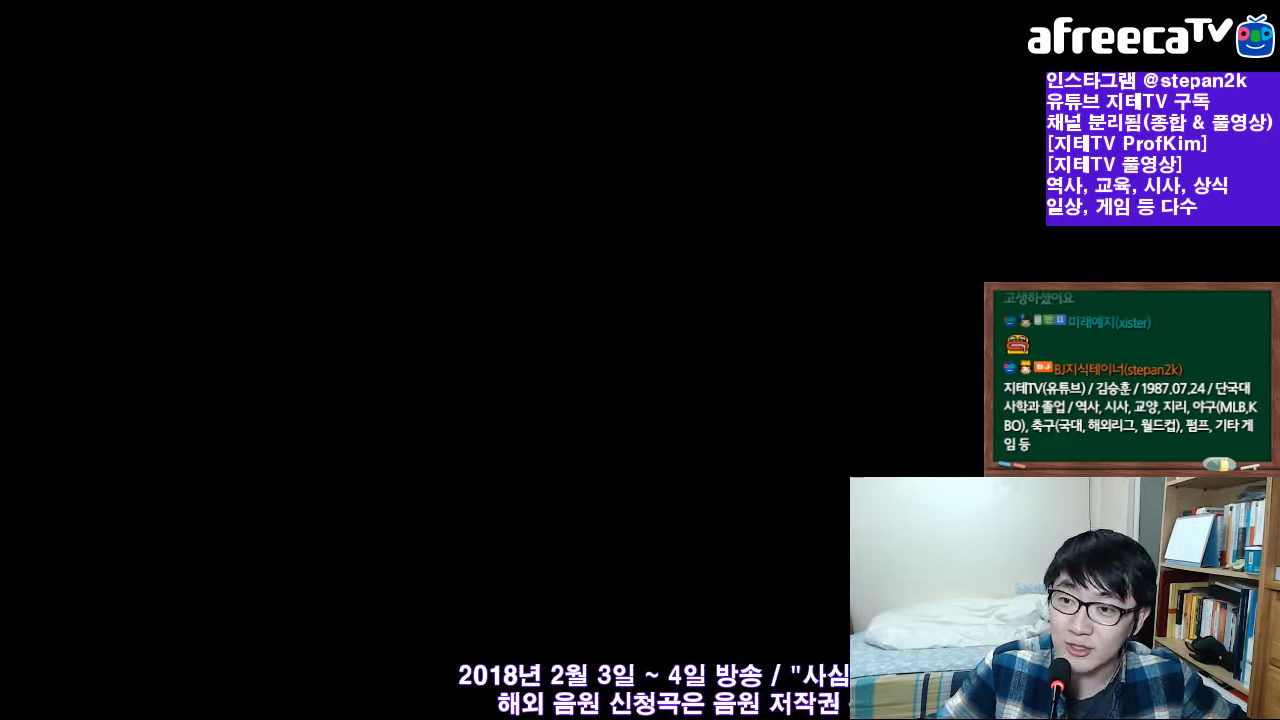 afreecaTV
인스타그램 @stepan2k
유튜브 지테TV 구독
채널 분리됨(종합 & 풀영상)
[지테TV ProfKim]
[지테TV 풀영상]
역사, 교육, 시사, 상식
일상, 게임 등 다수
고생하셨어요
미래예지(xister)
BJ BJ지식테이너(stepan2k)
지테TV(유튜브) / 김승훈 / 1987.07.24 / 단국대
사학과 졸업 / 역사, 시사, 교양, 지리, 야구(MLB,K
BO), 축구(국대, 해외리그, 월드컵), 펌프, 기타 게
임 등
2018년 2월 3일 ~ 4일 방송 / "사심
해외 음원 신청곡은 음원 저작권